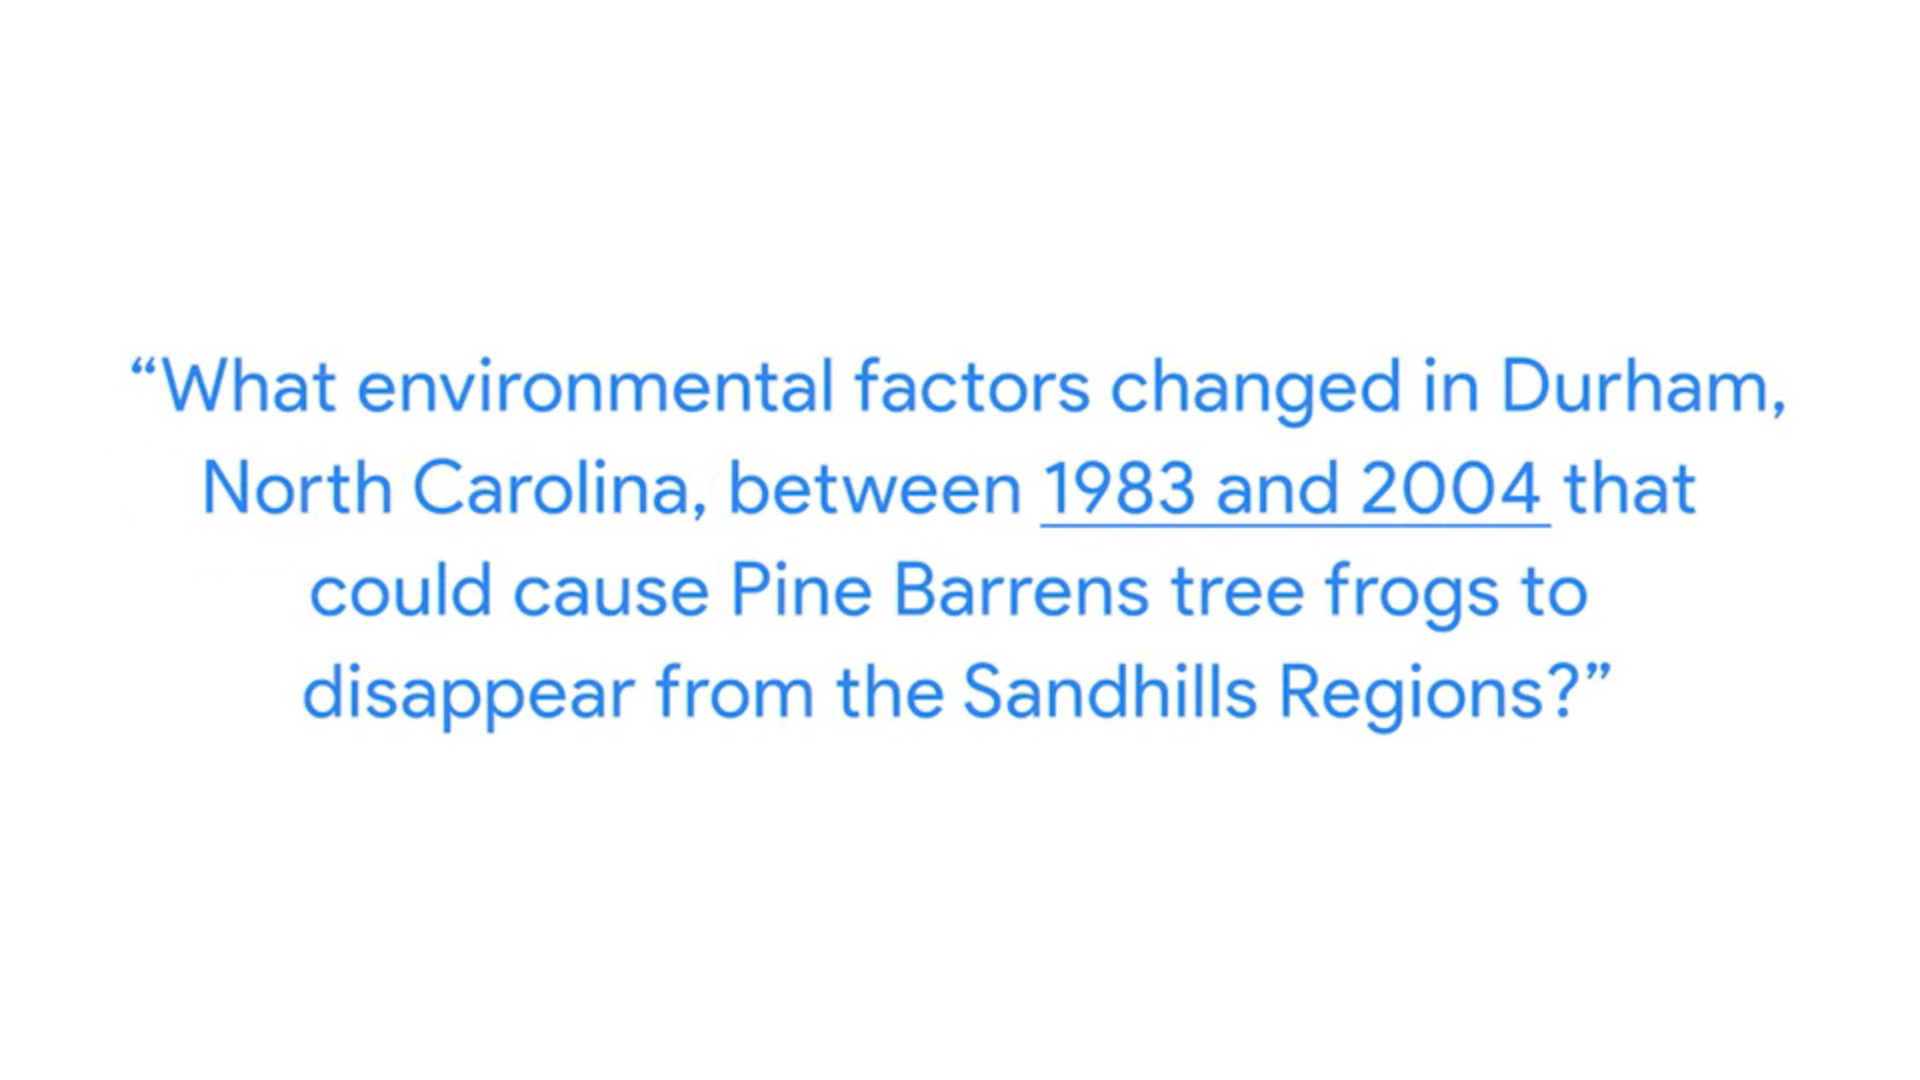 “What environmental factors changed in Durham,
North Carolina, between 1983 and 2004 that
could cause Pine Barrens tree frogs to
disappear from the Sandhills Regions?”